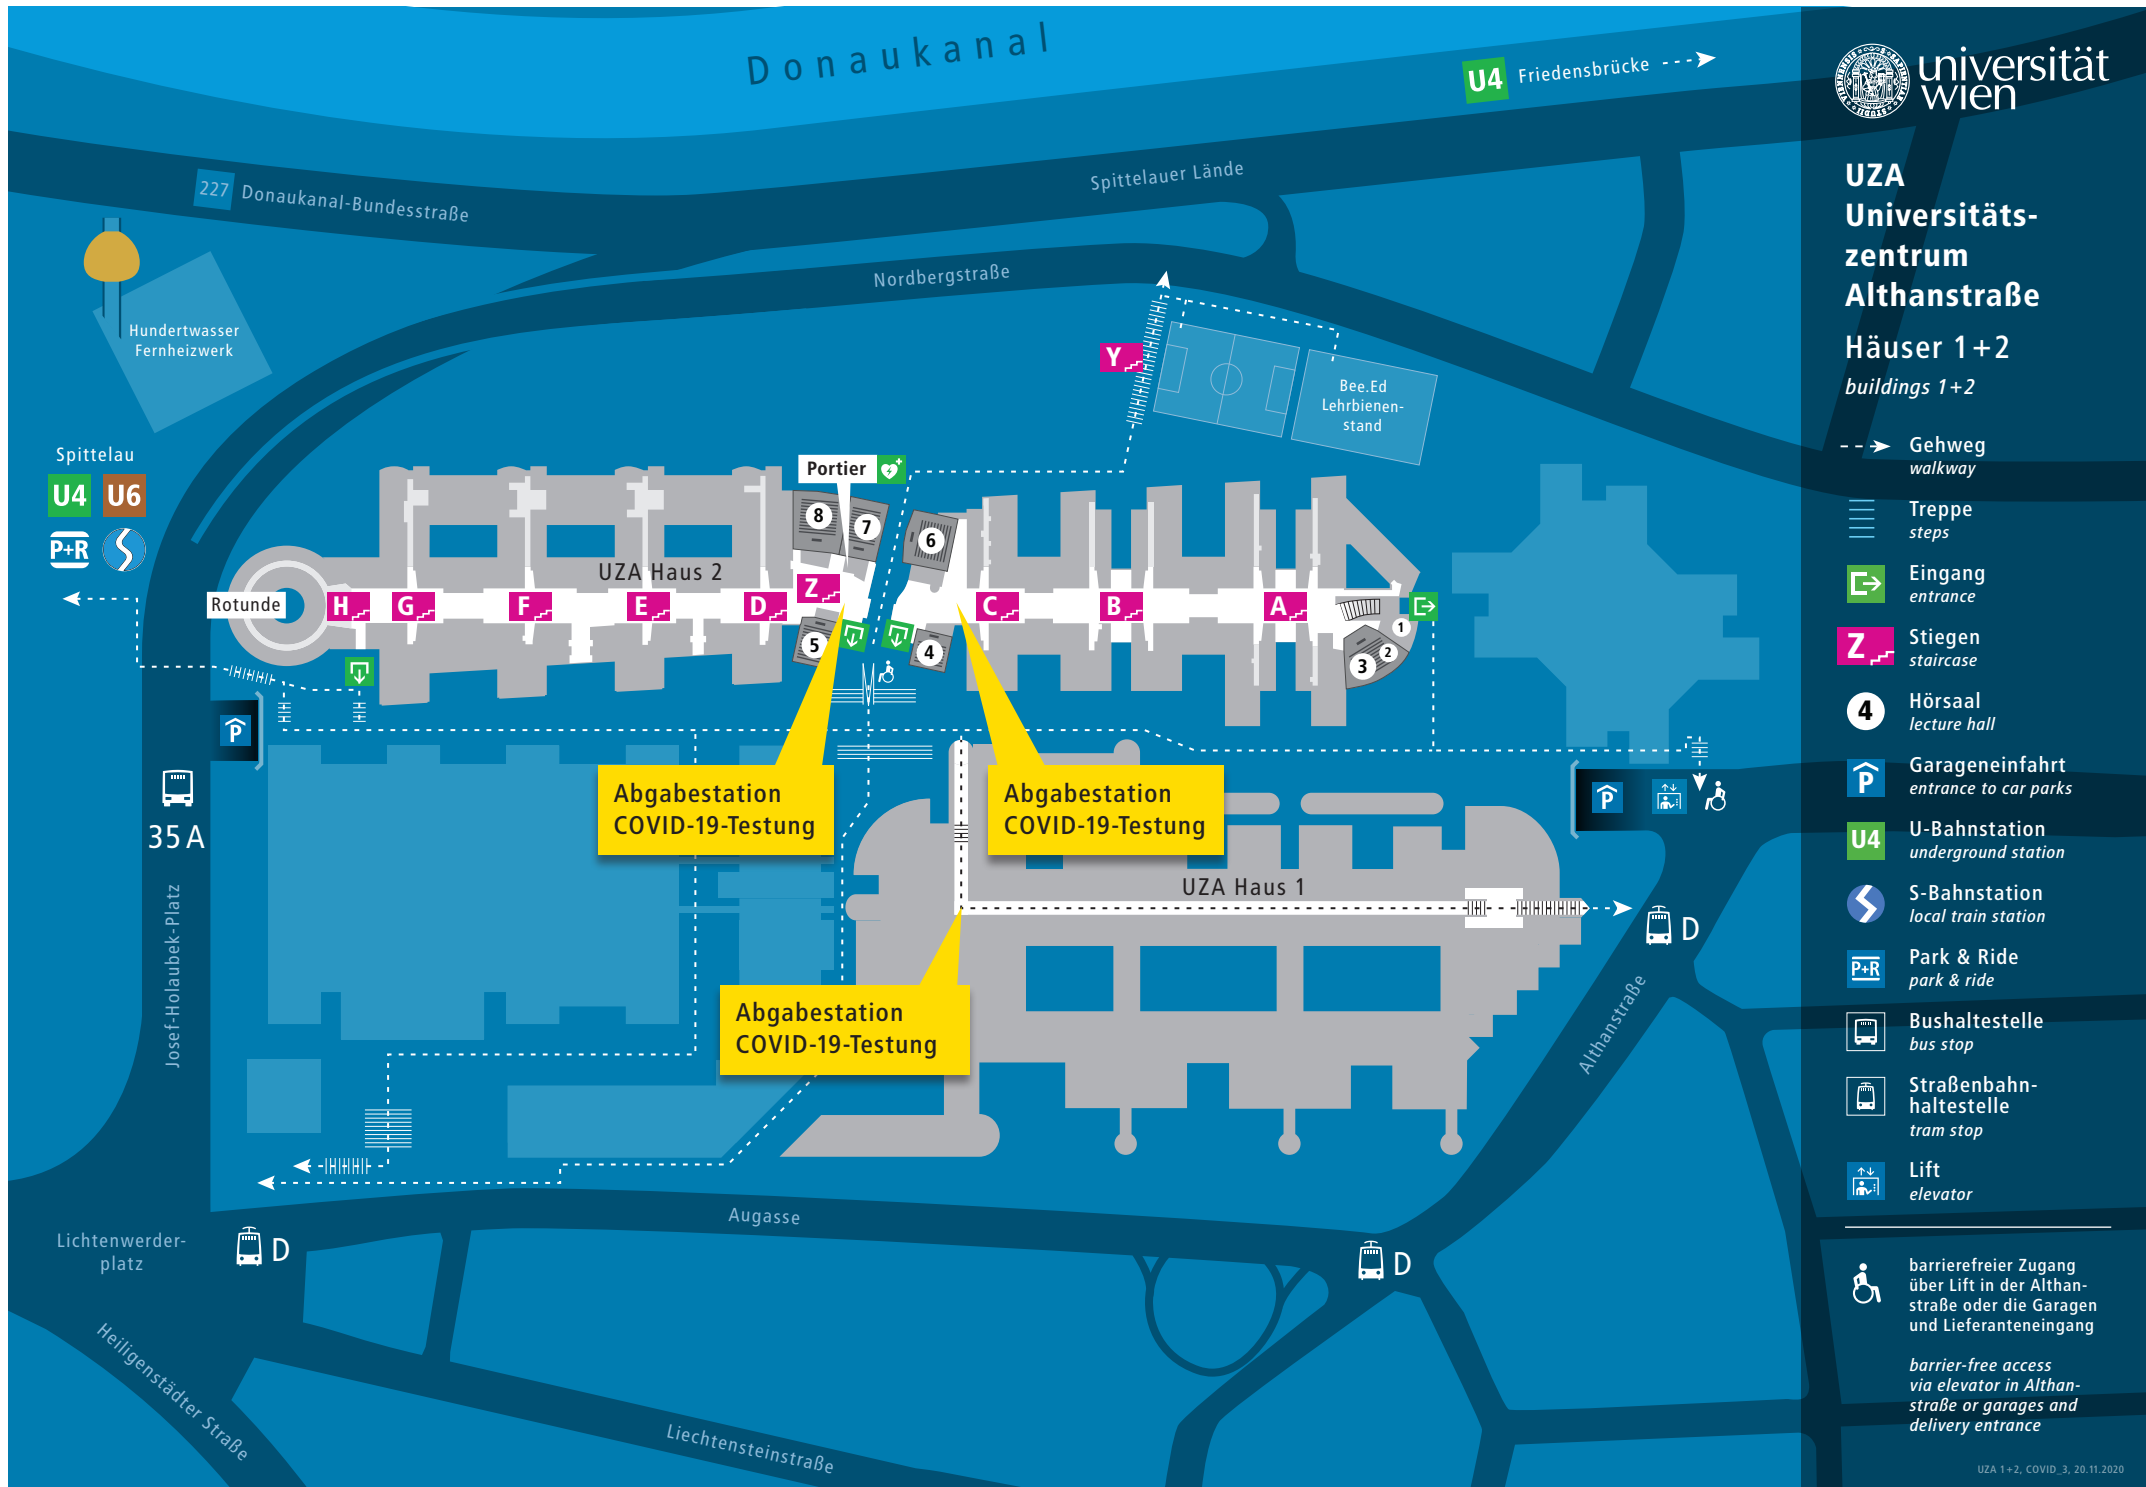 Donaukanal
U4 Friedensbrücke
Spittelauer Lände
227 Donaukanal-Bundesstraße
Nordbergstraße
Hundertwasser
Fernheizwerk
Y
Bee.Ed
Lehrbienen-
stand
Spittelau
U4 U6
P+R
Portier
8
7
6
UZA Haus 2
Rotunde
H G F E D Z C B A
5
4
1
2
3
P
35 A
Josef-Holaubek-Platz
Abgabestation
COVID-19-Testung
Abgabestation
COVID-19-Testung
P
UZA Haus 1
D
Abgabestation
COVID-19-Testung
Althanstraße
Augasse
Lichtenwerder-
platz
D
D
Heiligenstädter Straße
Liechtensteinstraße
universität
wien
UZA
Universitäts-
zentrum
Althanstraße
Häuser 1+2
buildings 1+2
Gehweg
walkway
Treppe
steps
Eingang
entrance
Z
Stiegen
staircase
4
Hörsaal
lecture hall
P
Garageneinfahrt
entrance to car parks
U4
U-Bahnstation
underground station
S-Bahnstation
local train station
P+R
Park & Ride
park & ride
Bushaltestelle
bus stop
Straßenbahn-
haltestelle
tram stop
Lift
elevator
barrierefreier Zugang
über Lift in der Althan-
straße oder die Garagen
und Lieferanteneingang
barrier-free access
via elevator in Althan-
straße or garages and
delivery entrance
UZA 1+2, COVID_3, 20.11.2020